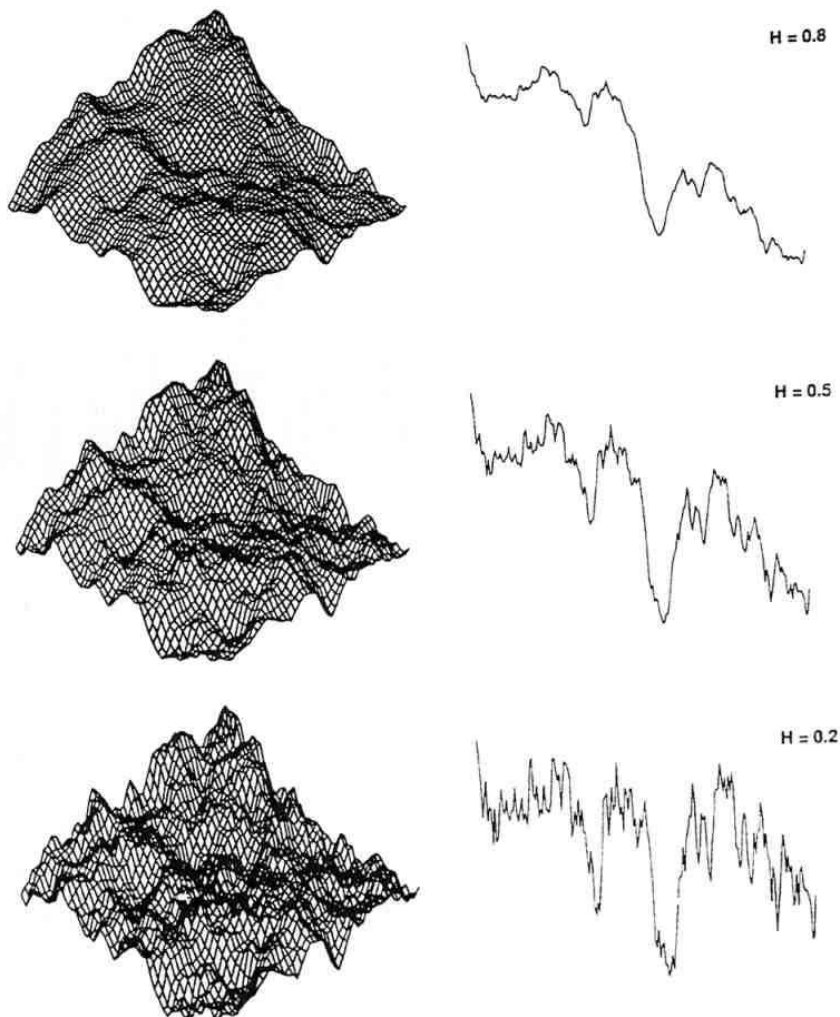 H = 0.8
H = 0.5
H = 0.2